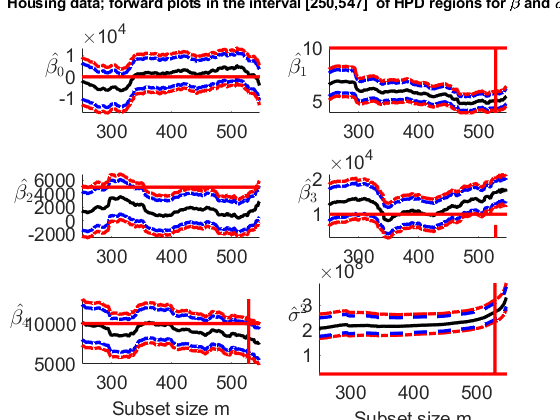 Housing data; forward plots in the interval [250,547] of HPD regions for β and
×10⁴
β̂₀
1
0
-1
300 400 500
β̂₁
10
5
300 400 500
β̂₂
6000
4000
2000
0
-2000
300 400 500
×10⁴
β̂₃
2
1
300 400 500
β̂₄
10000
5000
300 400 500
Subset size m
×10⁸
σ̂²
3
2
1
300 400 500
Subset size m